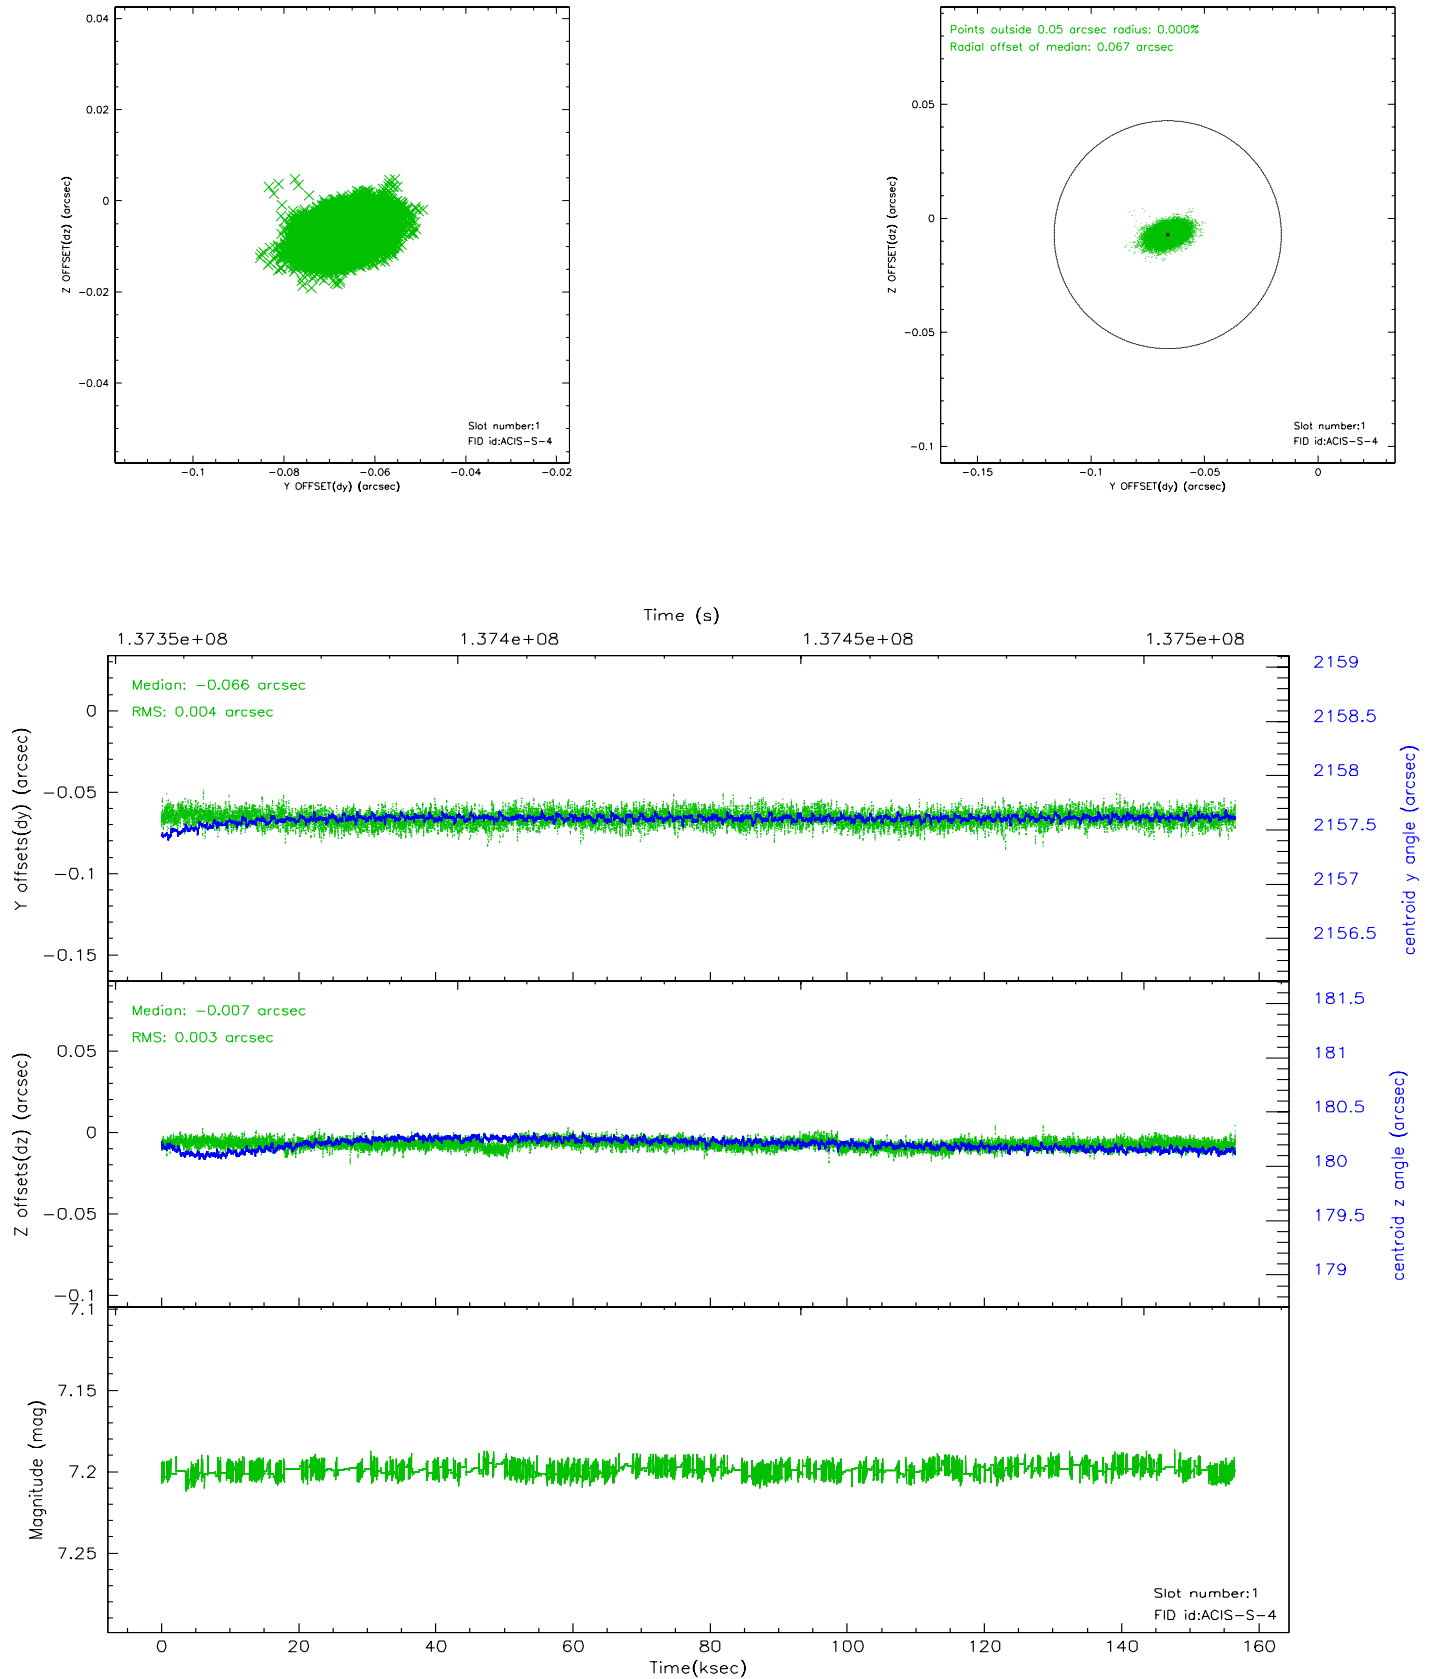 0.04
0.02
0
−0.02
−0.04
Z OFFSET(dz) (arcsec)
Slot number:1
FID id:ACIS−S−4
−0.1 −0.08 −0.06 −0.04 −0.02
Y OFFSET(dy) (arcsec)
Points outside 0.05 arcsec radius: 0.000%
Radial offset of median: 0.067 arcsec
0.05
0
−0.05
−0.1
Z OFFSET(dz) (arcsec)
Slot number:1
FID id:ACIS−S−4
−0.15 −0.1 −0.05 0
Y OFFSET(dy) (arcsec)
Time (s)
1.3735e+08 1.374e+08 1.3745e+08 1.375e+08
Median: −0.066 arcsec
RMS: 0.004 arcsec
0
−0.05
−0.1
−0.15
Y offsets(dy) (arcsec)
2159
2158.5
2158
2157.5
2157
2156.5
centroid y angle (arcsec)
Median: −0.007 arcsec
RMS: 0.003 arcsec
0.05
0
−0.05
−0.1
Z offsets(dz) (arcsec)
181.5
181
180.5
180
179.5
179
centroid z angle (arcsec)
7.1
7.15
7.2
7.25
Magnitude (mag)
Slot number:1
FID id:ACIS−S−4
0 20 40 60 80 100 120 140 160
Time(ksec)